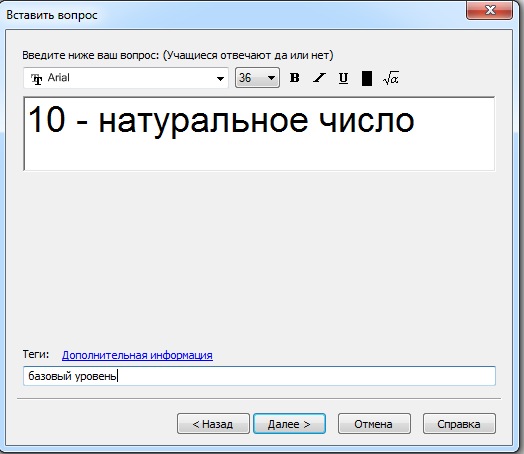 Вставить вопрос
Введите ниже ваш вопрос: (Учащиеся отвечают да или нет)
Arial 36 B I U √α
10 - натуральное число
Теги: Дополнительная информация
базовый уровень
< Назад Далее > Отмена Справка